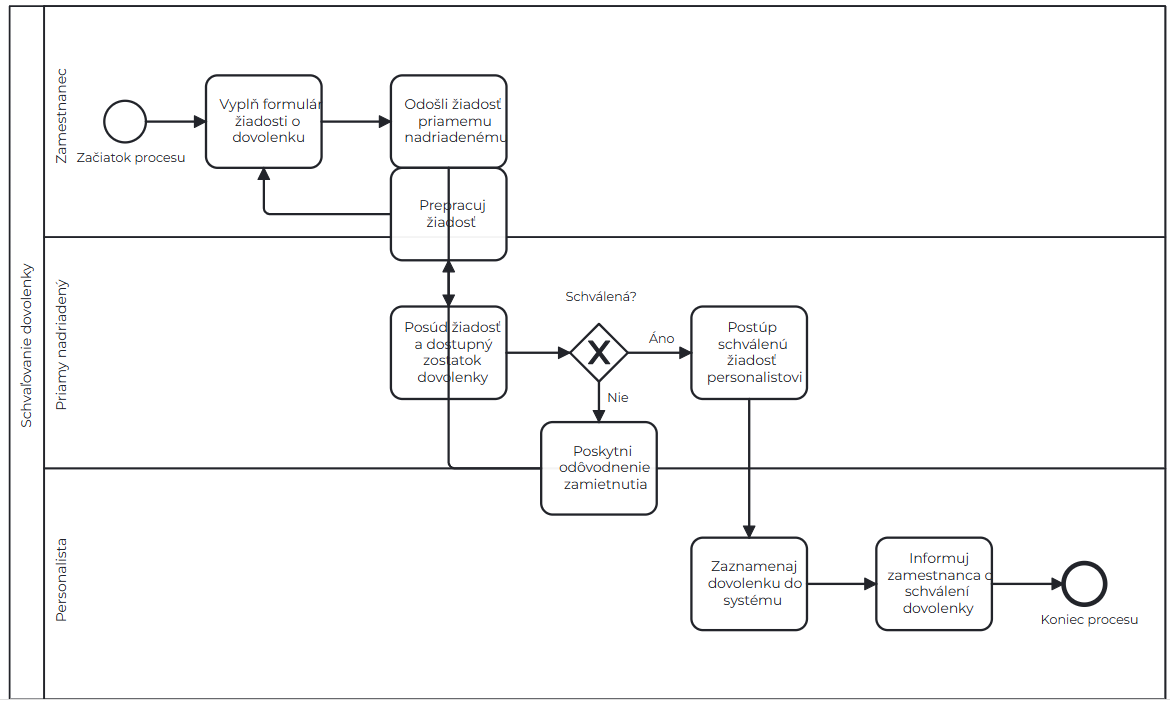 Schvaľovanie dovolenky
Zamestnanec
Začiatok procesu
Vyplň formulár
žiadosti o
dovolenku
Odošli žiadosť
priamemu
nadriadenému
Prepracuj
žiadosť
Priamy nadriadený
Posúď žiadosť
a dostupný
zostatok
dovolenky
Schválená?
Áno
Nie
Postúp
schválenú
žiadosť
personalistovi
Poskytni
odôvodnenie
zamietnutia
Personalista
Zaznamenaj
dovolenku do
systému
Informuj
zamestnanca o
schválení
dovolenky
Koniec procesu